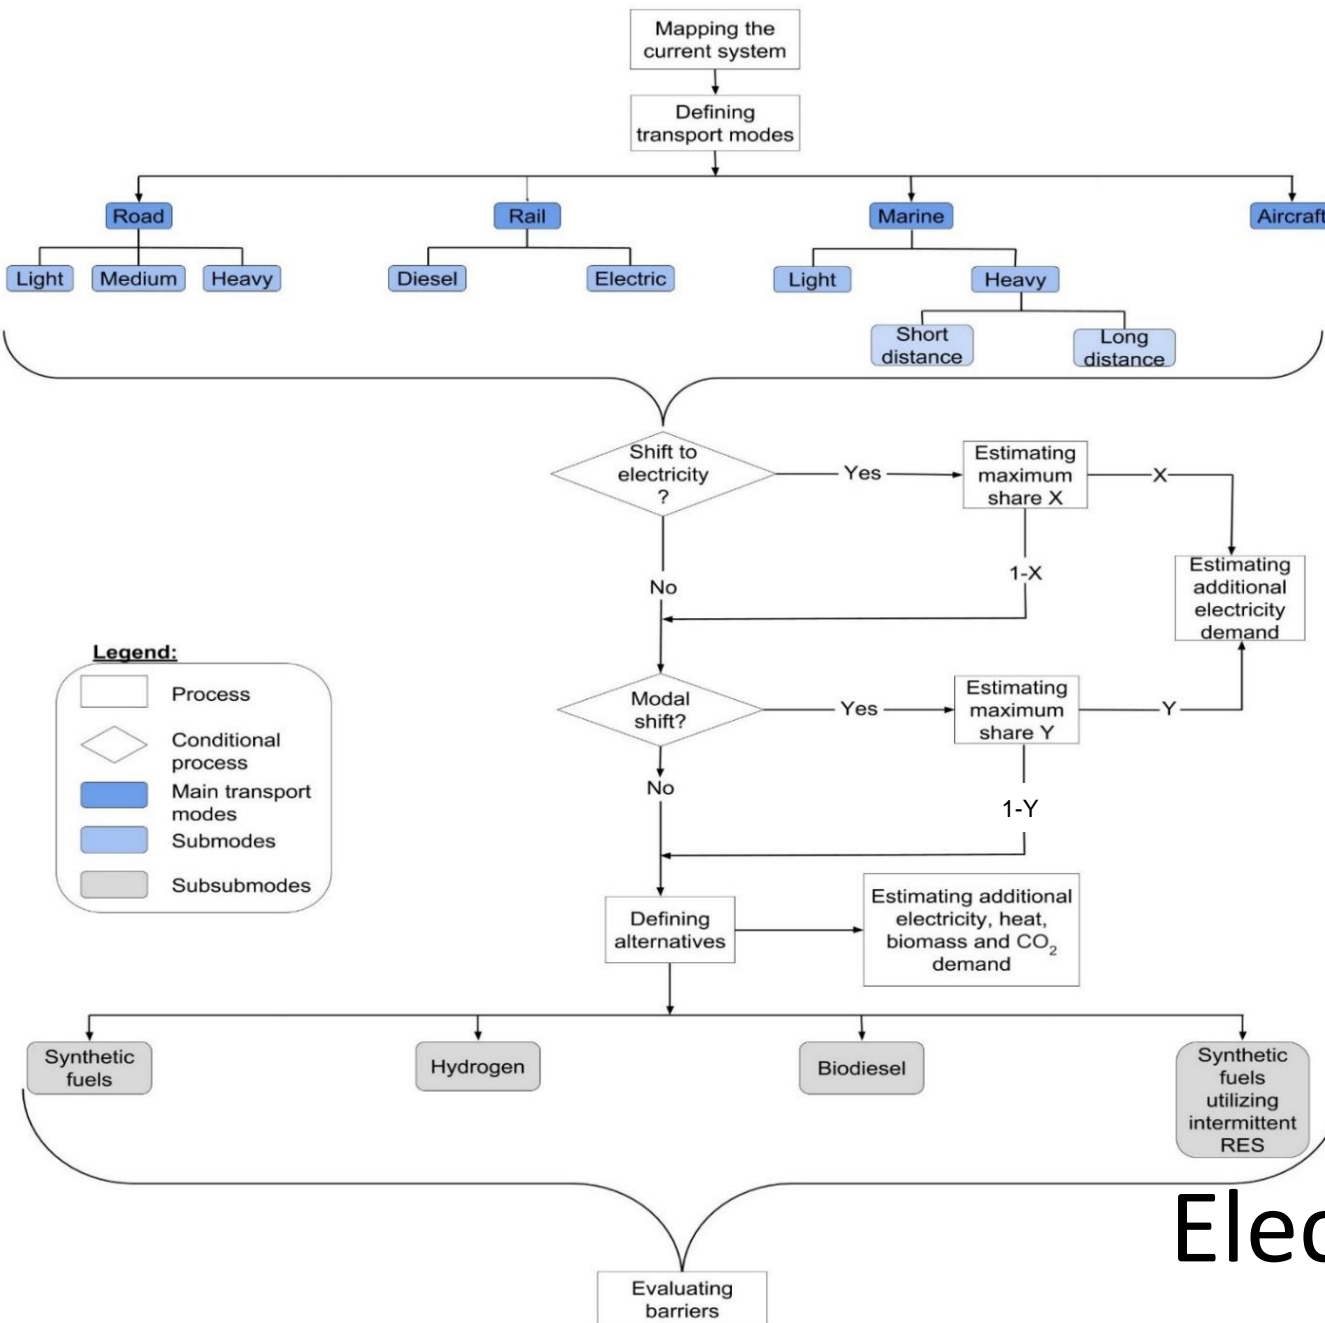 Mapping the
current system
Defining
transport modes
Road
Rail
Marine
Aircraft
Light
Medium
Heavy
Diesel
Electric
Light
Heavy
Short
distance
Long
distance
Shift to
electricity
?
Yes
Estimating
maximum
share X
X
No
1-X
Estimating
additional
electricity
demand
Modal
shift?
Yes
Estimating
maximum
share Y
Y
No
1-Y
Legend:
Process
Conditional
process
Main transport
modes
Submodes
Subsubmodes
Defining
alternatives
Estimating additional
electricity, heat,
biomass and CO₂
demand
Synthetic
fuels
Hydrogen
Biodiesel
Synthetic
fuels
utilizing
intermittent
RES
Evaluating
barriers